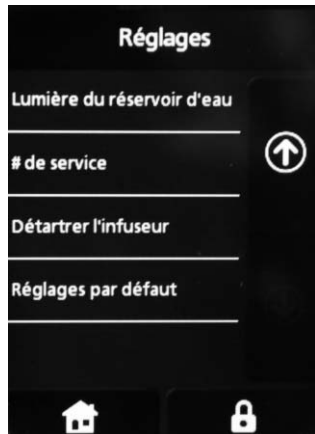 Réglages
Lumière du réservoir d'eau
# de service
Détartrer l'infuseur
Réglages par défaut